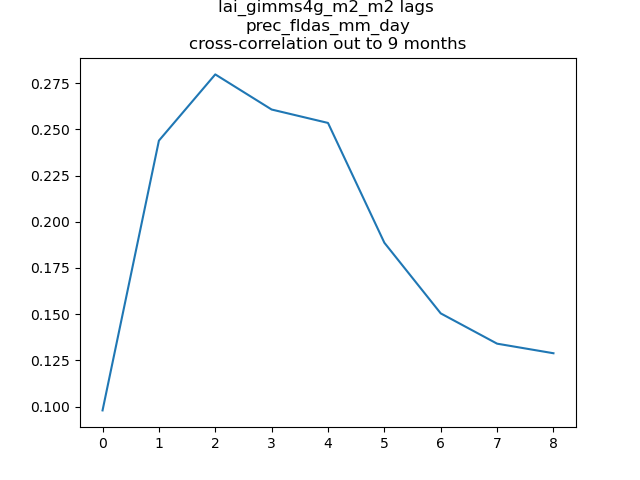 lai_gimms4g_m2_m2 lags
prec_fldas_mm_day
cross-correlation out to 9 months
0.275
0.250
0.225
0.200
0.175
0.150
0.125
0.100
0 1 2 3 4 5 6 7 8